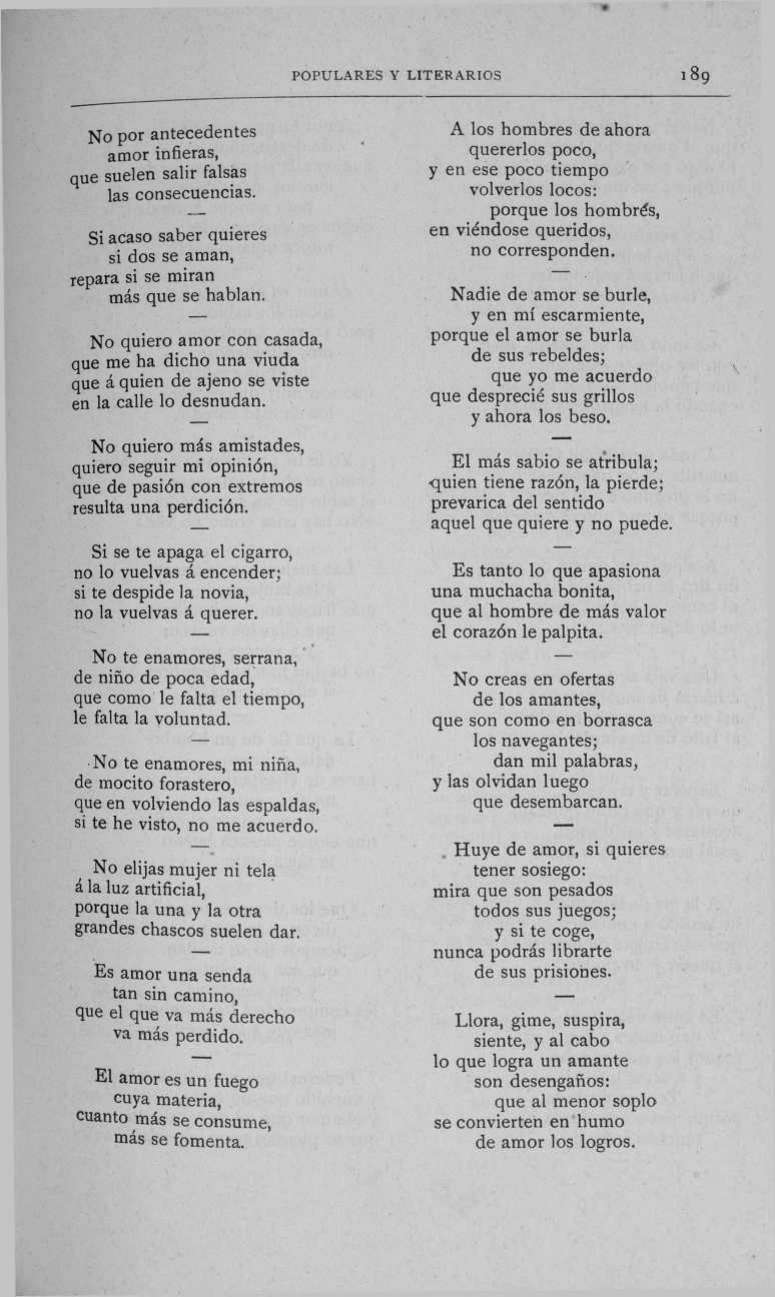 POPULARES Y LITERARIOS 189
No por antecedentes
amor infieras,
que suelen salir falsas
las consecuencias.
—
Si acaso saber quieres
si dos se aman,
repara si se miran
más que se hablan.
—
No quiero amor con casada,
que me ha dicho una viuda
que á quien de ajeno se viste
en la calle lo desnudan.
—
No quiero más amistades,
quiero seguir mi opinión,
que de pasión con extremos
resulta una perdición.
—
Si se te apaga el cigarro,
no lo vuelvas á encender;
si te despide la novia,
no la vuelvas á querer.
—
No te enamores, serrana,
de niño de poca edad,
que como le falta el tiempo,
le falta la voluntad.
—
No te enamores, mi niña,
de mocito forastero,
que en volviendo las espaldas,
si te he visto, no me acuerdo.
—
No elijas mujer ni tela
á la luz artificial,
porque la una y la otra
grandes chascos suelen dar.
—
Es amor una senda
tan sin camino,
que el que va más derecho
va más perdido.
—
El amor es un fuego
cuya materia,
cuanto más se consume,
más se fomenta.
A los hombres de ahora
quererlos poco,
y en ese poco tiempo
volverlos locos:
porque los hombrés,
en viéndose queridos,
no corresponden.
—
Nadie de amor se burle,
y en mí escarmiente,
porque el amor se burla
de sus rebeldes;
que yo me acuerdo
que desprecié sus grillos
y ahora los beso.
—
El más sabio se atribula;
quien tiene razón, la pierde;
prevarica del sentido
aquel que quiere y no puede.
—
Es tanto lo que apasiona
una muchacha bonita,
que al hombre de más valor
el corazón le palpita.
—
No creas en ofertas
de los amantes,
que son como en borrasca
los navegantes;
dan mil palabras,
y las olvidan luego
que desembarcan.
—
Huye de amor, si quieres
tener sosiego:
mira que son pesados
todos sus juegos;
y si te coge,
nunca podrás librarte
de sus prisiones.
—
Llora, gime, suspira,
siente, y al cabo
lo que logra un amante
son desengaños:
que al menor soplo
se convierten en humo
de amor los logros.